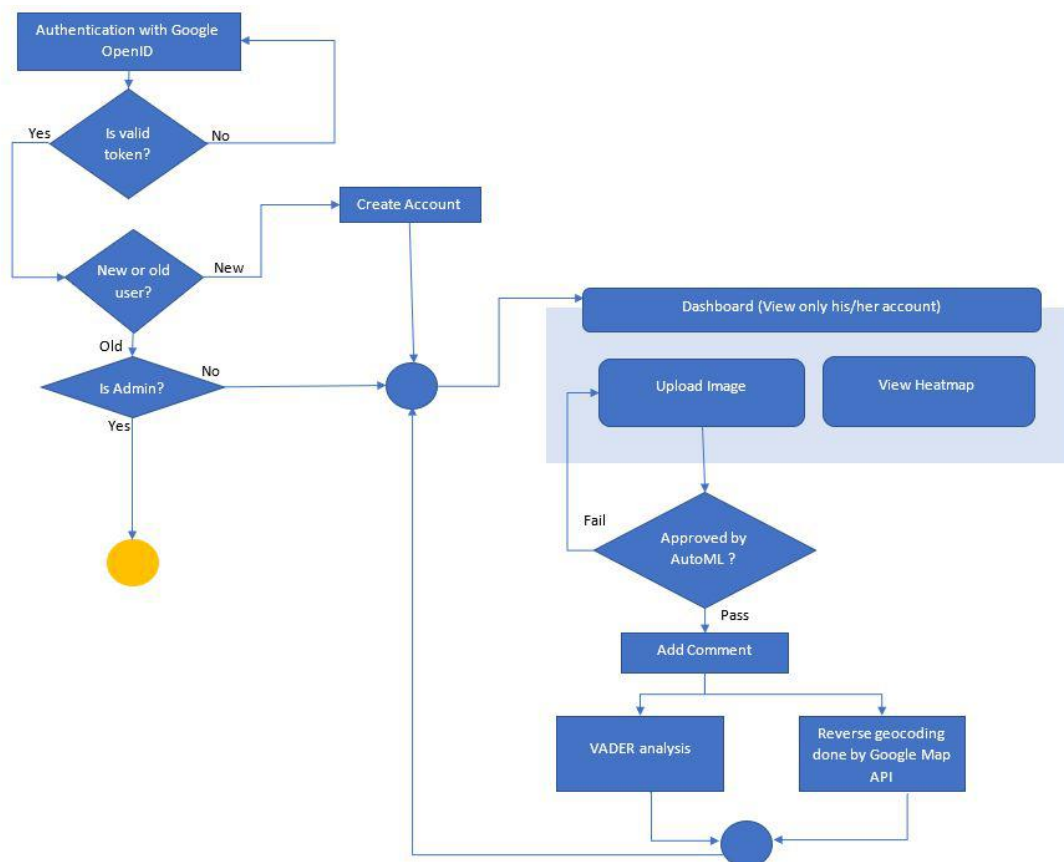 Authentication with Google
OpenID
Yes
Is valid
token?
No
Create Account
New or old
user?
New
Dashboard (View only his/her account)
Old
Is Admin?
No
Upload Image
View Heatmap
Yes
Fail
Approved by
AutoML ?
Pass
Add Comment
VADER analysis
Reverse geocoding
done by Google Map
API